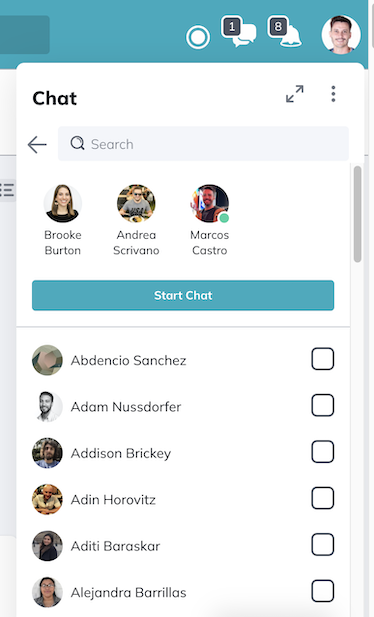 1
8
Chat
Search
Brooke
Burton
Andrea
Scrivano
Marcos
Castro
Start Chat
Abdencio Sanchez
Adam Nussdorfer
Addison Brickey
Adin Horovitz
Aditi Baraskar
Alejandra Barrillas